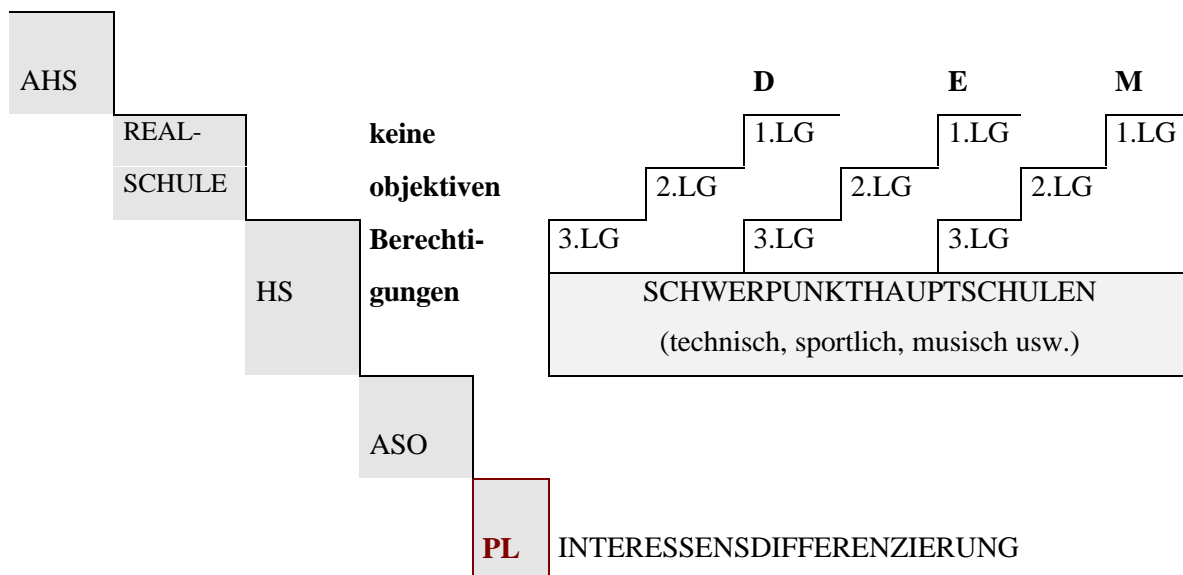 AHS D E M
REAL- keine 1.LG 1.LG 1.LG
SCHULE objektiven 2.LG 2.LG 2.LG
Berechti- 3.LG 3.LG 3.LG
HS gungen SCHWERPUNKTHAUPTSCHULEN
(technisch, sportlich, musisch usw.)
ASO
PL INTERESSENSDIFFERENZIERUNG